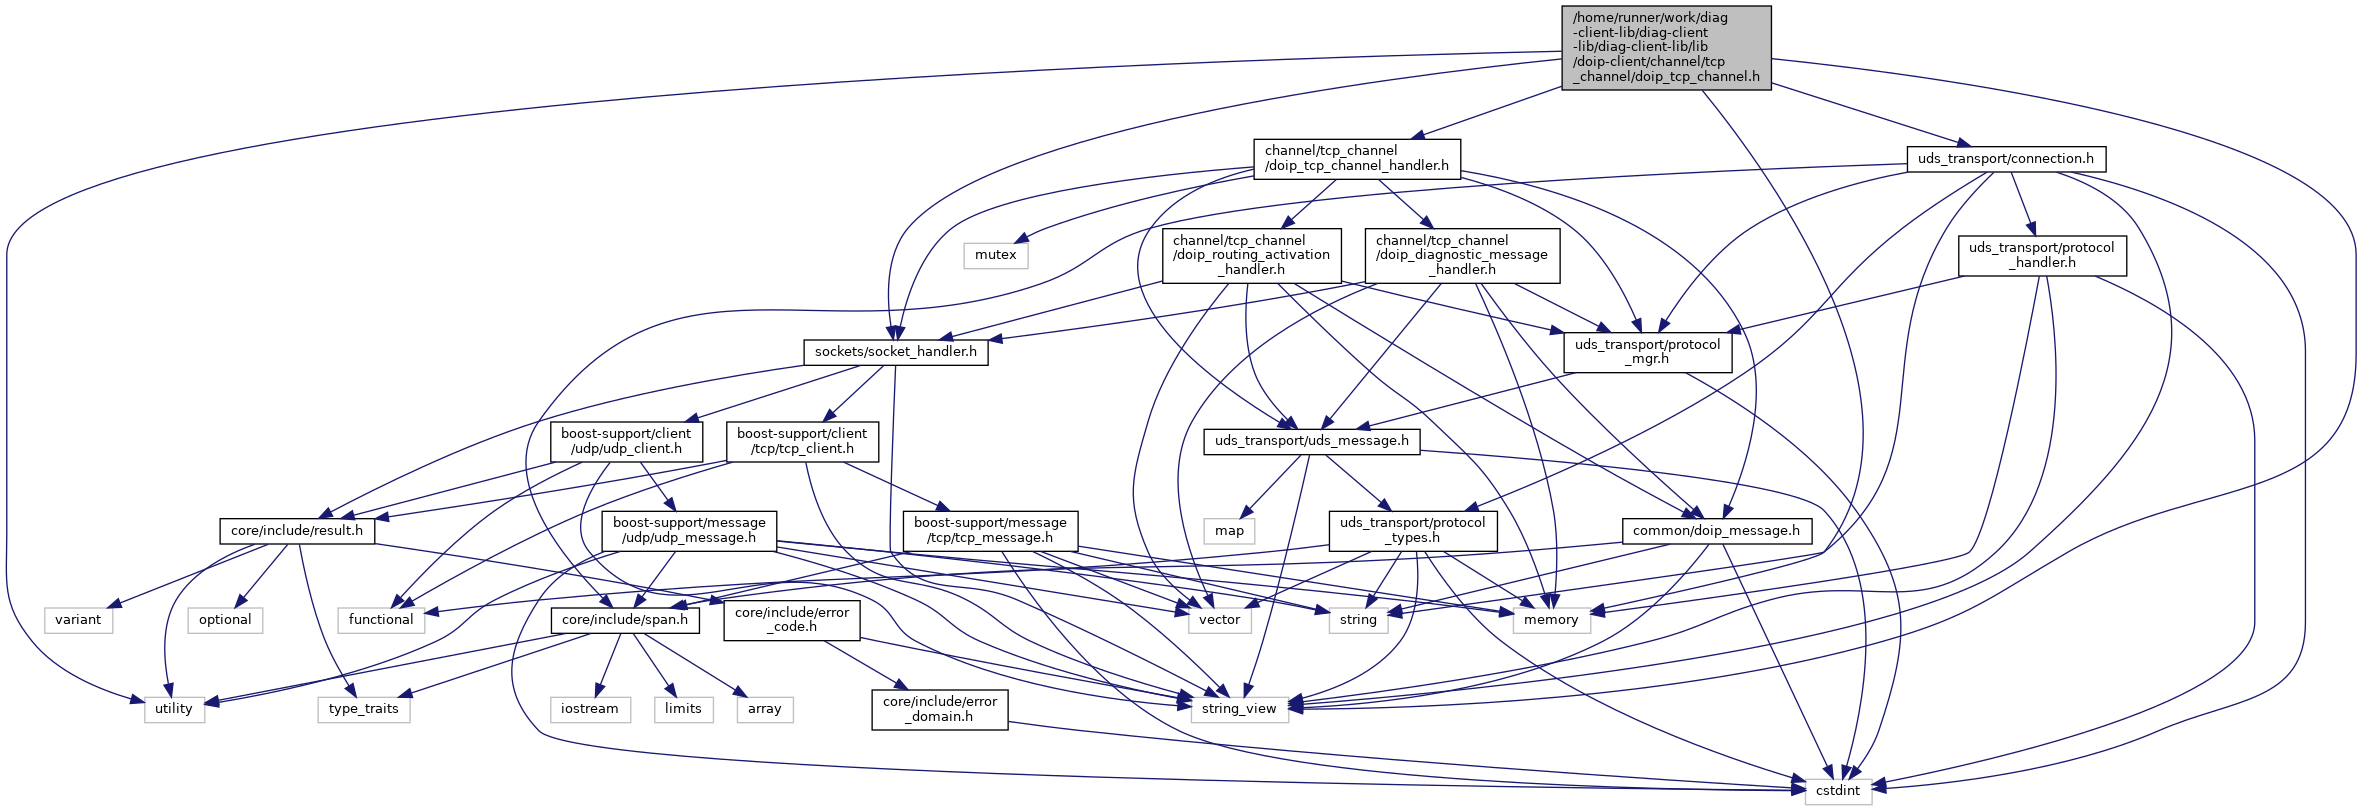 /home/runner/work/diag
-client-lib/diag-client
-lib/diag-client-lib/lib
/doip-client/channel/tcp
_channel/doip_tcp_channel.h
channel/tcp_channel
/doip_tcp_channel_handler.h
uds_transport/connection.h
mutex
channel/tcp_channel
/doip_routing_activation
_handler.h
channel/tcp_channel
/doip_diagnostic_message
_handler.h
uds_transport/protocol
_handler.h
sockets/socket_handler.h
uds_transport/protocol
_mgr.h
boost-support/client
/udp/udp_client.h
boost-support/client
/tcp/tcp_client.h
uds_transport/uds_message.h
core/include/result.h
boost-support/message
/udp/udp_message.h
boost-support/message
/tcp/tcp_message.h
map
uds_transport/protocol
_types.h
common/doip_message.h
variant
optional
functional
core/include/span.h
core/include/error
_code.h
vector
string
memory
utility
type_traits
iostream
limits
array
core/include/error
_domain.h
string_view
cstdint